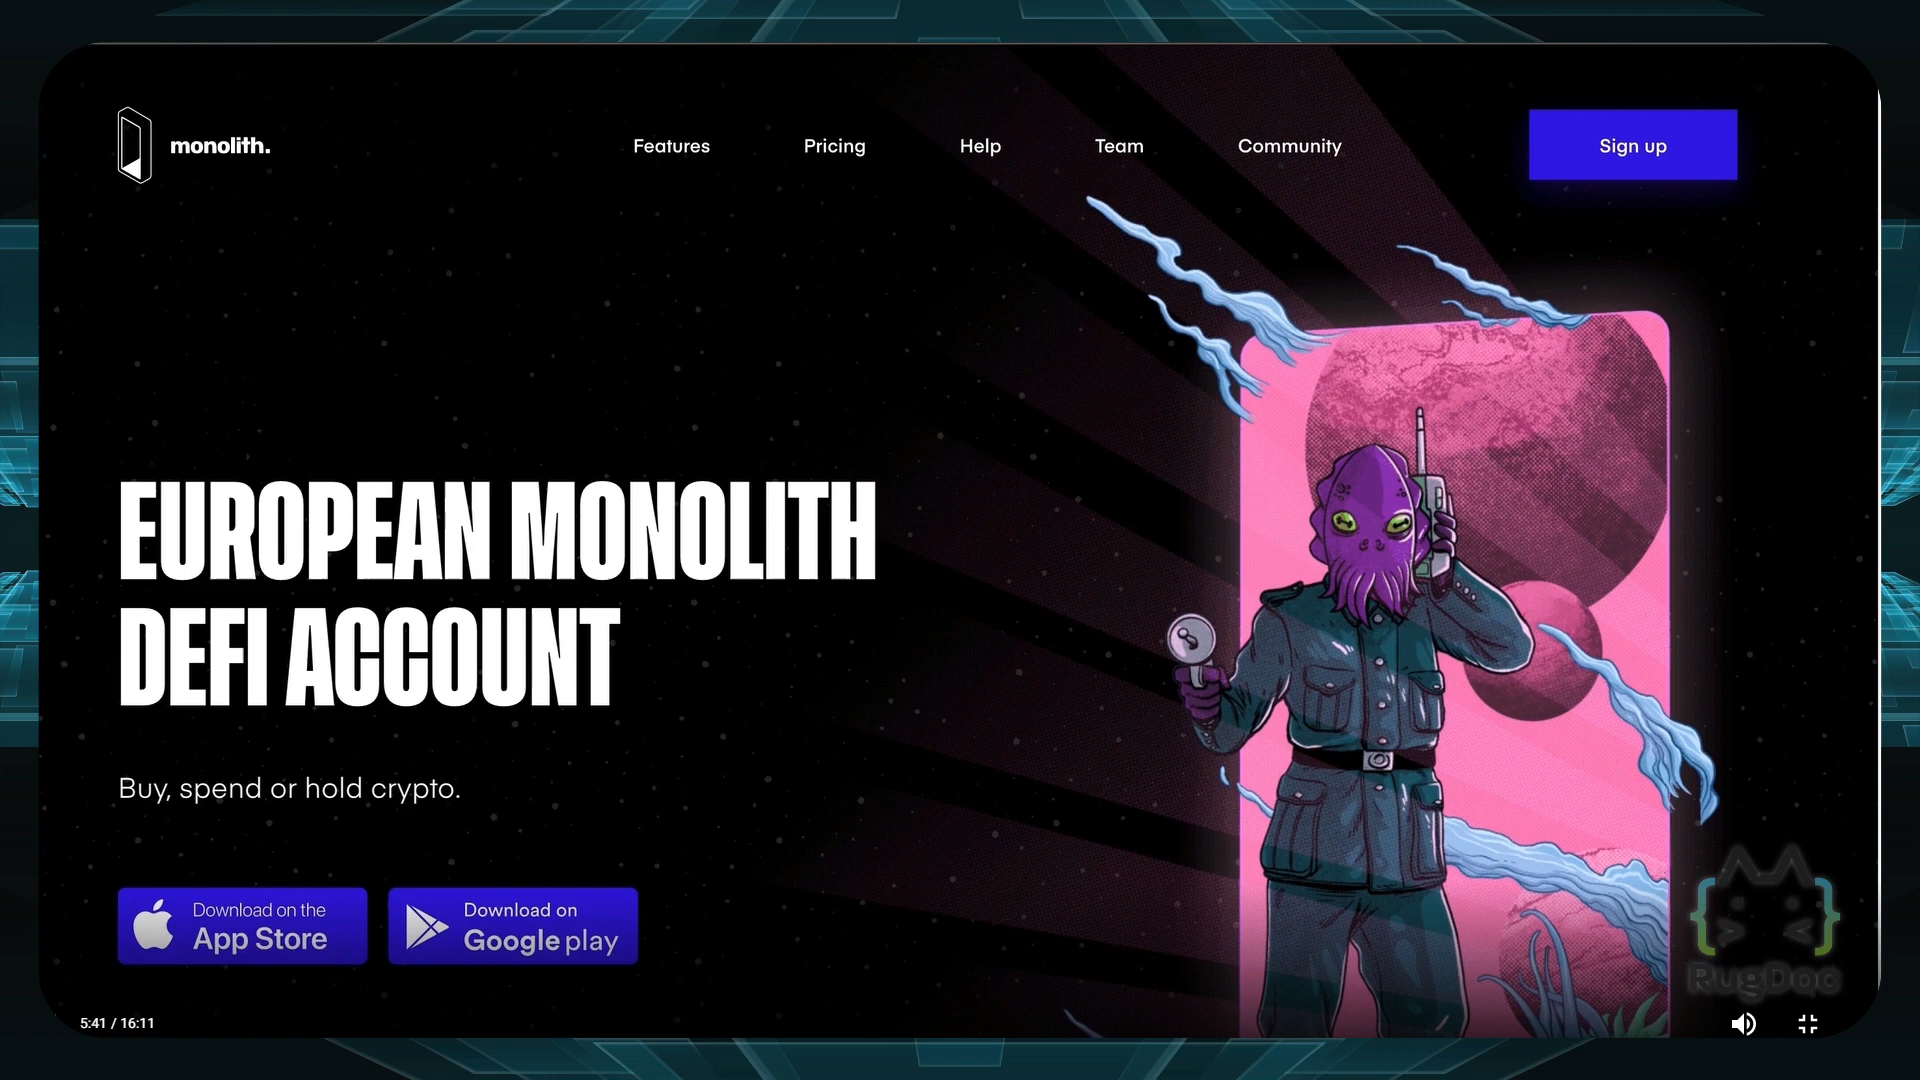 monolith.
Features
Pricing
Help
Team
Community
Sign up
EUROPEAN MONOLITH
DEFI ACCOUNT
Buy, spend or hold crypto.
Download on the
App Store
Download on
Google play
RugDoc
5:41 / 16:11